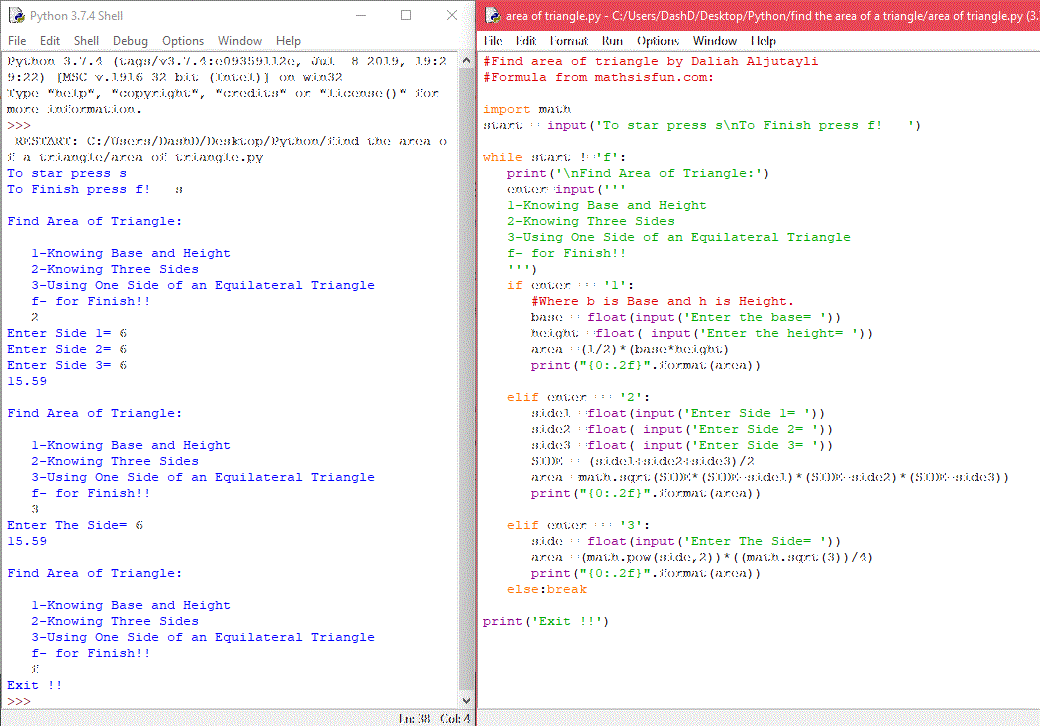 Python 3.7.4 Shell
File Edit Shell Debug Options Window Help
Python 3.7.4 (tags/v3.7.4:e09359112e, Jul  8 2019, 19:2
9:22) [MSC v.1916 32 bit (Intel)] on win32
Type "help", "copyright", "credits" or "license()" for
more information.
>>>
 RESTART: C:/Users/DashD/Desktop/Python/find the area o
f a triangle/area of triangle.py
To star press s
To Finish press f!   s

Find Area of Triangle:

   1-Knowing Base and Height
   2-Knowing Three Sides
   3-Using One Side of an Equilateral Triangle
   f- for Finish!!
   2
Enter Side 1= 6
Enter Side 2= 6
Enter Side 3= 6
15.59

Find Area of Triangle:

   1-Knowing Base and Height
   2-Knowing Three Sides
   3-Using One Side of an Equilateral Triangle
   f- for Finish!!
   3
Enter The Side= 6
15.59

Find Area of Triangle:

   1-Knowing Base and Height
   2-Knowing Three Sides
   3-Using One Side of an Equilateral Triangle
   f- for Finish!!
   f
Exit !!
>>>
Ln: 38 Col: 4
area of triangle.py - C:/Users/DashD/Desktop/Python/find the area of a triangle/area of triangle.py (3.
File Edit Format Run Options Window Help
#Find area of triangle by Daliah Aljutayli
#Formula from mathsisfun.com:

import math
start = input('To star press s\nTo Finish press f!   ')

while start !='f':
   print('\nFind Area of Triangle:')
   enter=input('''
   1-Knowing Base and Height
   2-Knowing Three Sides
   3-Using One Side of an Equilateral Triangle
   f- for Finish!!
   ''')
   if enter == '1':
      #Where b is Base and h is Height.
      base = float(input('Enter the base= '))
      height =float( input('Enter the height= '))
      area =(1/2)*(base*height)
      print("{0:.2f}".format(area))

   elif enter == '2':
      side1 =float(input('Enter Side 1= '))
      side2 =float( input('Enter Side 2= '))
      side3 =float( input('Enter Side 3= '))
      SIDE = (side1+side2+side3)/2
      area=math.sqrt(SIDE*(SIDE-side1)*(SIDE-side2)*(SIDE-side3))
      print("{0:.2f}".format(area))

   elif enter == '3':
      side = float(input('Enter The Side= '))
      area =(math.pow(side,2))*((math.sqrt(3))/4)
      print("{0:.2f}".format(area))
   else:break

print('Exit !!')